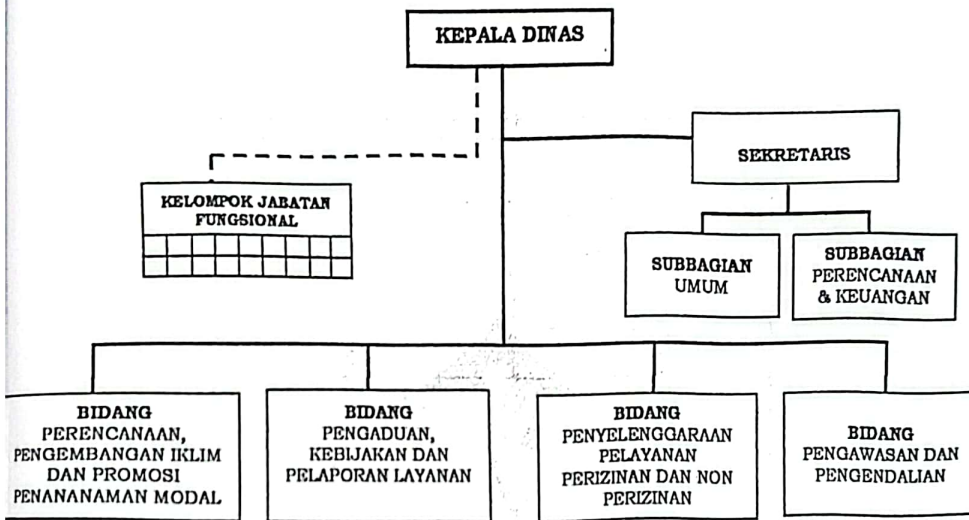 KEPALA DINAS
SEKRETARIS
KELOMPOK JABATAN
FUNGSIONAL
SUBBAGIAN
UMUM
SUBBAGIAN
PERENCANAAN
& KEUANGAN
BIDANG
PERENCANAAN,
PENGEMBANGAN IKLIM
DAN PROMOSI
PENANANAMAN MODAL
BIDANG
PENGADUAN,
KEBIJAKAN DAN
PELAPORAN LAYANAN
BIDANG
PENYELENGGARAAN
PELAYANAN
PERIZINAN DAN NON
PERIZINAN
BIDANG
PENGAWASAN DAN
PENGENDALIAN